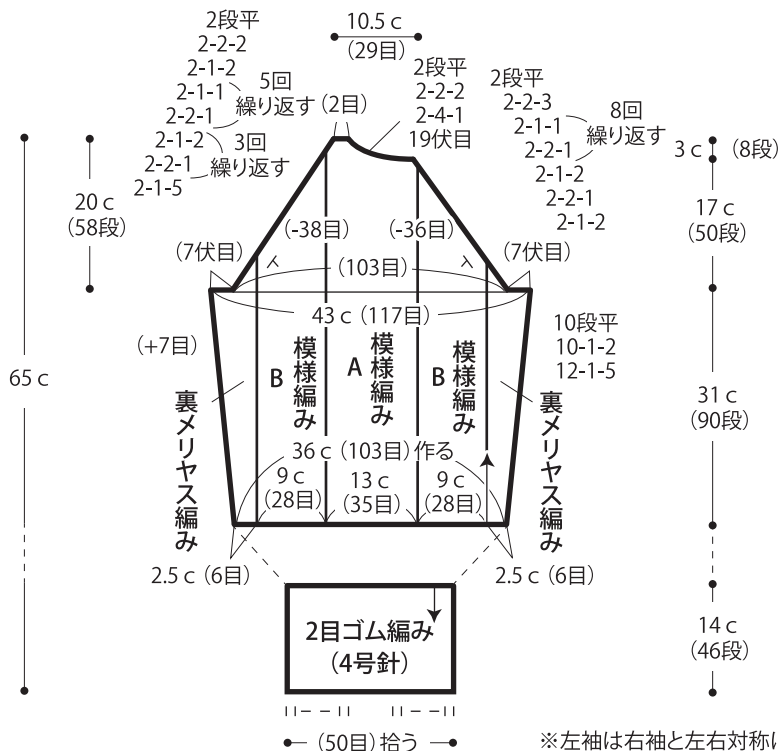 10.5 c
(29目)
2段平
2-2-2
2-1-2
2-1-1
2-2-1
5回
繰り返す
2-1-2
2-2-1
3回
繰り返す
2-1-5
(2目)
2段平
2-2-2
2-4-1
19伏目
2段平
2-2-3
2-1-1
2-2-1
8回
繰り返す
2-1-2
2-2-1
2-1-2
3 c
(8段)
20 c
(58段)
17 c
(50段)
(-38目)
(-36目)
(7伏目)
(103目)
(7伏目)
43 c (117目)
(+7目)
10段平
10-1-2
12-1-5
65 c
31 c
(90段)
裏メリヤス編み
B 模様編み
A 模様編み
B 模様編み
裏メリヤス編み
36 c (103目) 作る
9 c
(28目)
13 c
(35目)
9 c
(28目)
2.5 c (6目)
2.5 c (6目)
2目ゴム編み
(4号針)
14 c
(46段)
(50目) 拾う
※左袖は右袖と左右対称に